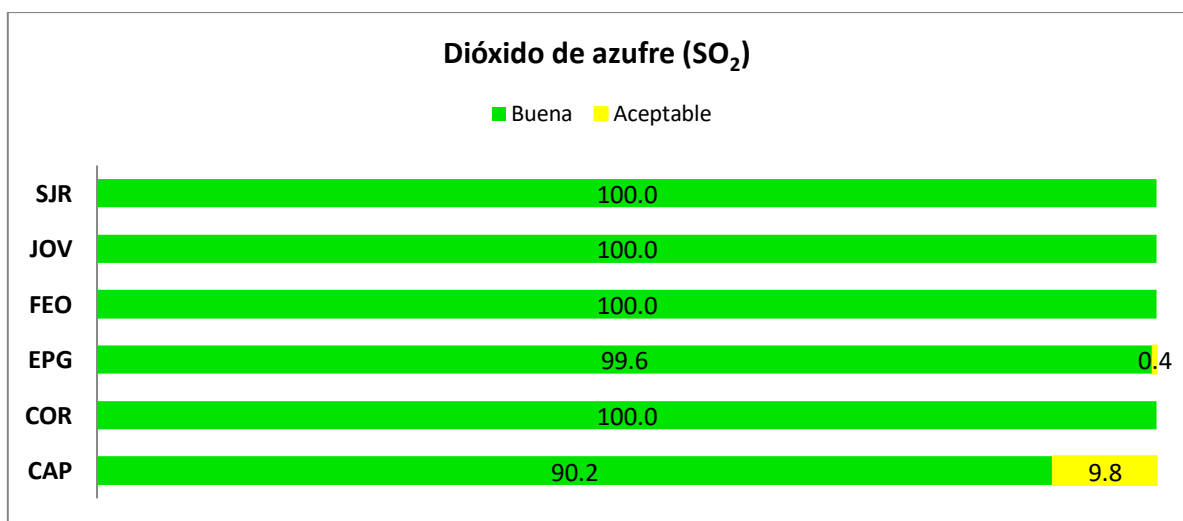 Dióxido de azufre (SO₂)
Buena Aceptable
SJR 100.0
JOV 100.0
FEO 100.0
EPG 99.6 0.4
COR 100.0
CAP 90.2 9.8